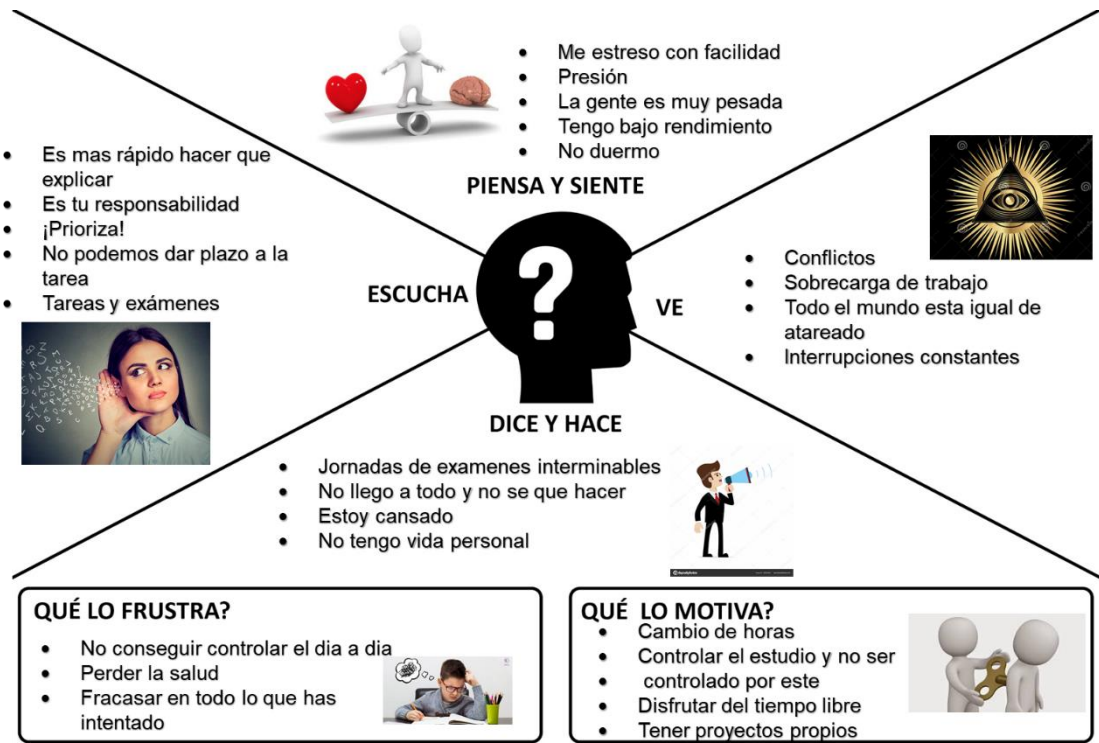 • Me estreso con facilidad
• Presión
• La gente es muy pesada
• Tengo bajo rendimiento
• No duermo
PIENSA Y SIENTE
• Es mas rápido hacer que
explicar
• Es tu responsabilidad
• ¡Prioriza!
• No podemos dar plazo a la
tarea
• Tareas y exámenes
ESCUCHA
?
VE
• Conflictos
• Sobrecarga de trabajo
• Todo el mundo esta igual de
atareado
• Interrupciones constantes
DICE Y HACE
• Jornadas de examenes interminables
• No llego a todo y no se que hacer
• Estoy cansado
• No tengo vida personal
QUÉ LO FRUSTRA?
• No conseguir controlar el dia a dia
• Perder la salud
• Fracasar en todo lo que has
intentado
QUÉ LO MOTIVA?
• Cambio de horas
• Controlar el estudio y no ser
• controlado por este
• Disfrutar del tiempo libre
• Tener proyectos propios